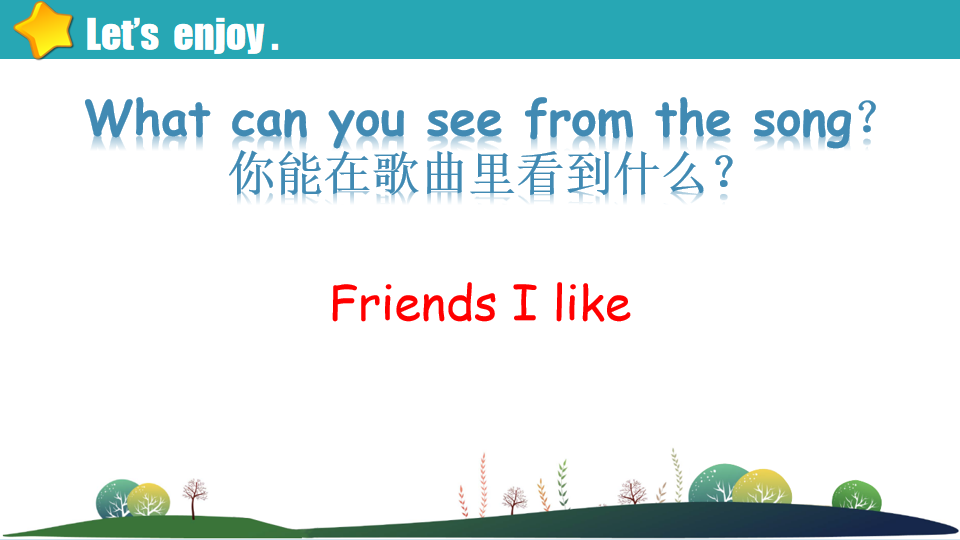 Let's enjoy .
What can you see from the song？
你能在歌曲里看到什么？
Friends I like